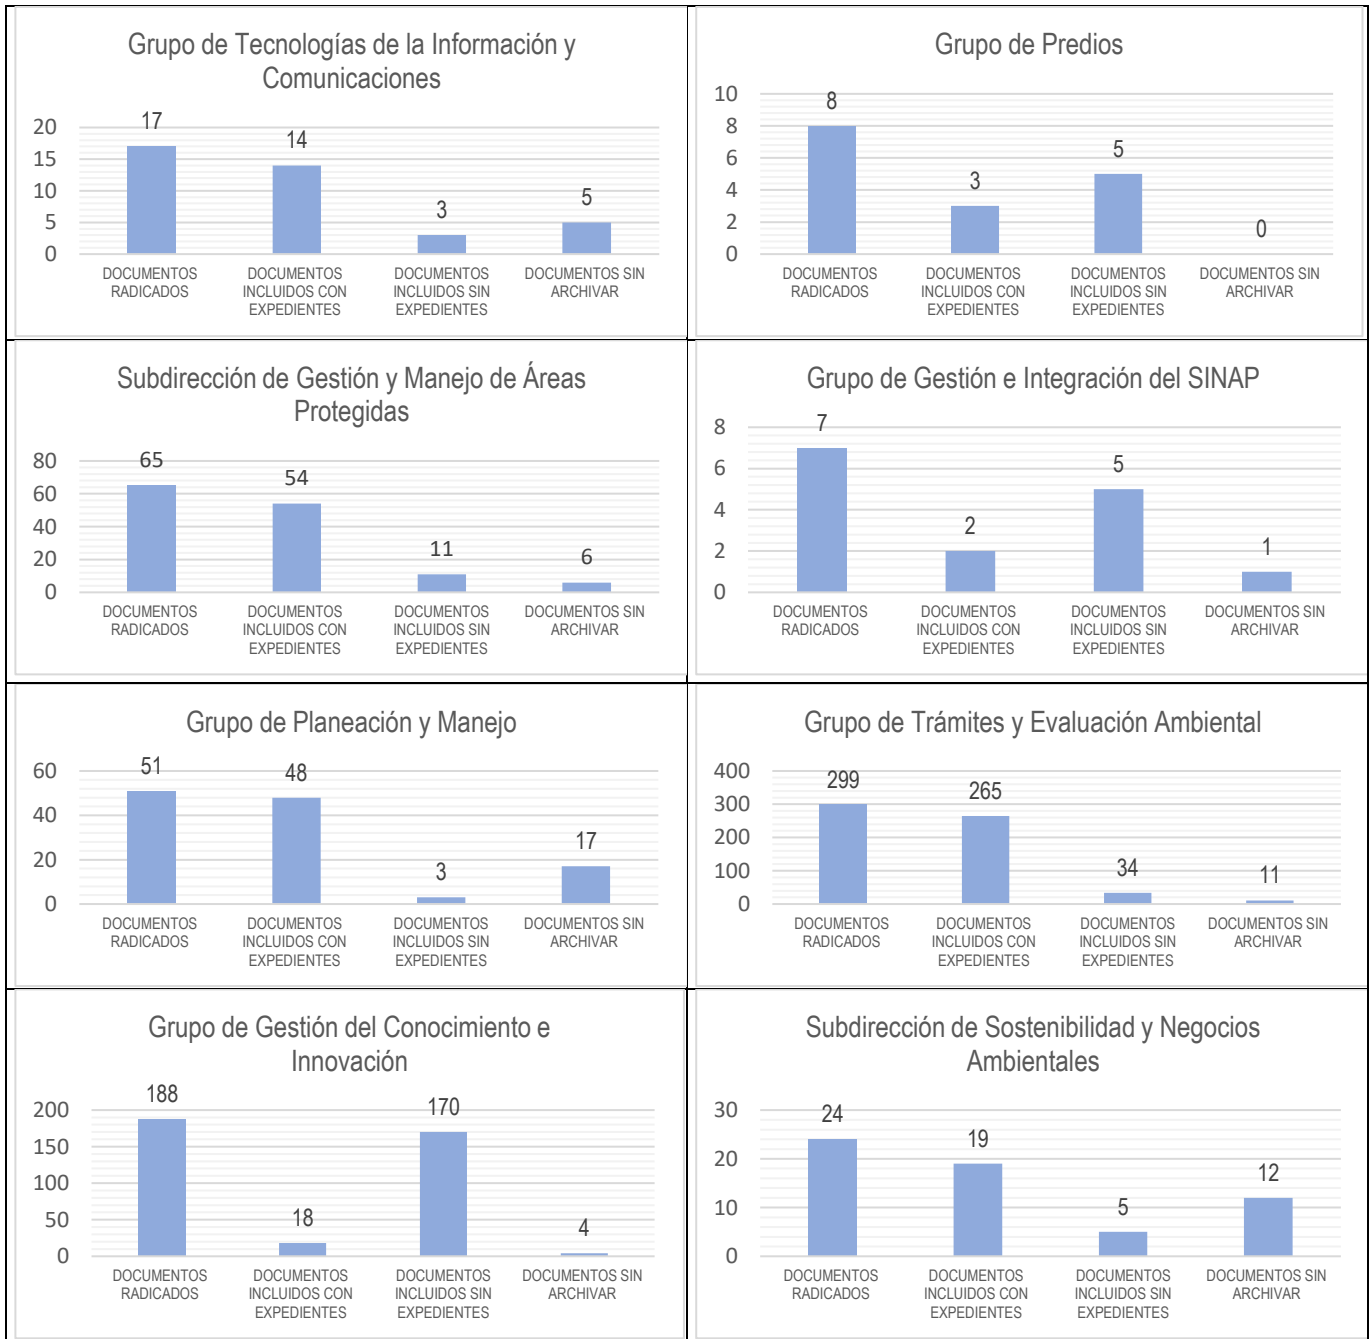 Grupo de Tecnologías de la Información y
Comunicaciones
20
15
10
5
0
17
14
3
5
DOCUMENTOS
RADICADOS
DOCUMENTOS
INCLUIDOS CON
EXPEDIENTES
DOCUMENTOS
INCLUIDOS SIN
EXPEDIENTES
DOCUMENTOS SIN
ARCHIVAR
Grupo de Predios
10
8
6
4
2
0
8
3
5
0
DOCUMENTOS
RADICADOS
DOCUMENTOS
INCLUIDOS CON
EXPEDIENTES
DOCUMENTOS
INCLUIDOS SIN
EXPEDIENTES
DOCUMENTOS SIN
ARCHIVAR
Subdirección de Gestión y Manejo de Áreas
Protegidas
80
60
40
20
0
65
54
11
6
DOCUMENTOS
RADICADOS
DOCUMENTOS
INCLUIDOS CON
EXPEDIENTES
DOCUMENTOS
INCLUIDOS SIN
EXPEDIENTES
DOCUMENTOS SIN
ARCHIVAR
Grupo de Gestión e Integración del SINAP
8
6
4
2
0
7
2
5
1
DOCUMENTOS
RADICADOS
DOCUMENTOS
INCLUIDOS CON
EXPEDIENTES
DOCUMENTOS
INCLUIDOS SIN
EXPEDIENTES
DOCUMENTOS SIN
ARCHIVAR
Grupo de Planeación y Manejo
60
40
20
0
51
48
3
17
DOCUMENTOS
RADICADOS
DOCUMENTOS
INCLUIDOS CON
EXPEDIENTES
DOCUMENTOS
INCLUIDOS SIN
EXPEDIENTES
DOCUMENTOS SIN
ARCHIVAR
Grupo de Trámites y Evaluación Ambiental
400
300
200
100
0
299
265
34
11
DOCUMENTOS
RADICADOS
DOCUMENTOS
INCLUIDOS CON
EXPEDIENTES
DOCUMENTOS
INCLUIDOS SIN
EXPEDIENTES
DOCUMENTOS SIN
ARCHIVAR
Grupo de Gestión del Conocimiento e
Innovación
200
150
100
50
0
188
18
170
4
DOCUMENTOS
RADICADOS
DOCUMENTOS
INCLUIDOS CON
EXPEDIENTES
DOCUMENTOS
INCLUIDOS SIN
EXPEDIENTES
DOCUMENTOS SIN
ARCHIVAR
Subdirección de Sostenibilidad y Negocios
Ambientales
30
20
10
0
24
19
5
12
DOCUMENTOS
RADICADOS
DOCUMENTOS
INCLUIDOS CON
EXPEDIENTES
DOCUMENTOS
INCLUIDOS SIN
EXPEDIENTES
DOCUMENTOS SIN
ARCHIVAR